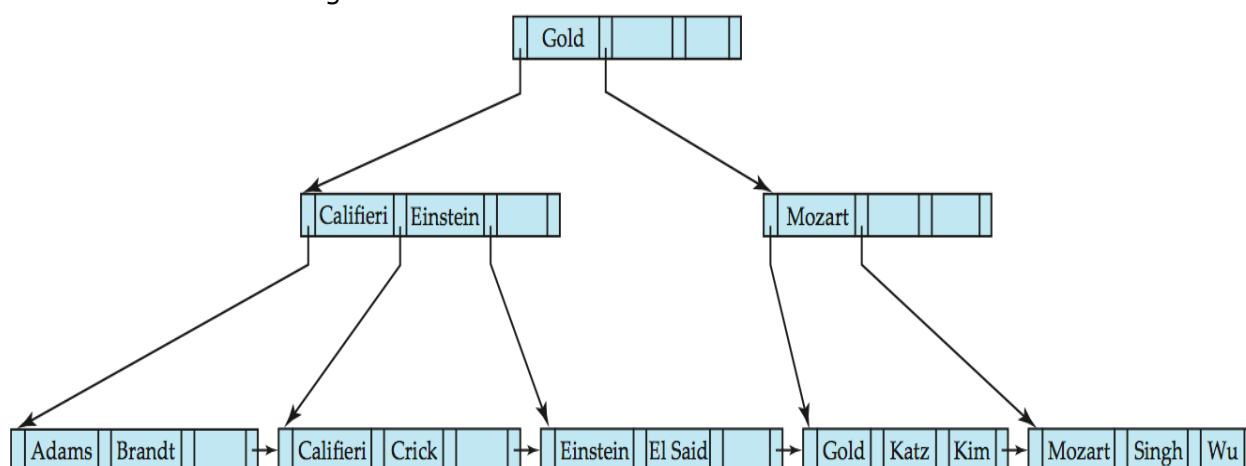 Gold
Califieri Einstein
Mozart
Adams Brandt
Califieri Crick
Einstein El Said
Gold Katz Kim
Mozart Singh Wu